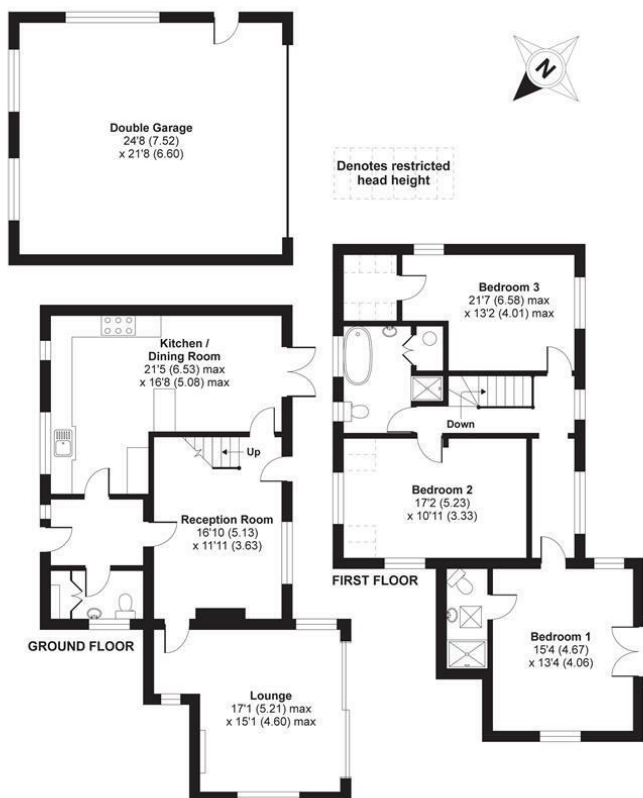 Double Garage
24'8 (7.52)
x 21'8 (6.60)
N
Denotes restricted
head height
Kitchen /
Dining Room
21'5 (6.53) max
x 16'8 (5.08) max
Up
Reception Room
16'10 (5.13)
x 11'11 (3.63)
GROUND FLOOR
Lounge
17'1 (5.21) max
x 15'1 (4.60) max
Bedroom 3
21'7 (6.58) max
x 13'2 (4.01) max
Down
Bedroom 2
17'2 (5.23)
x 10'11 (3.33)
FIRST FLOOR
Bedroom 1
15'4 (4.67)
x 13'4 (4.06)